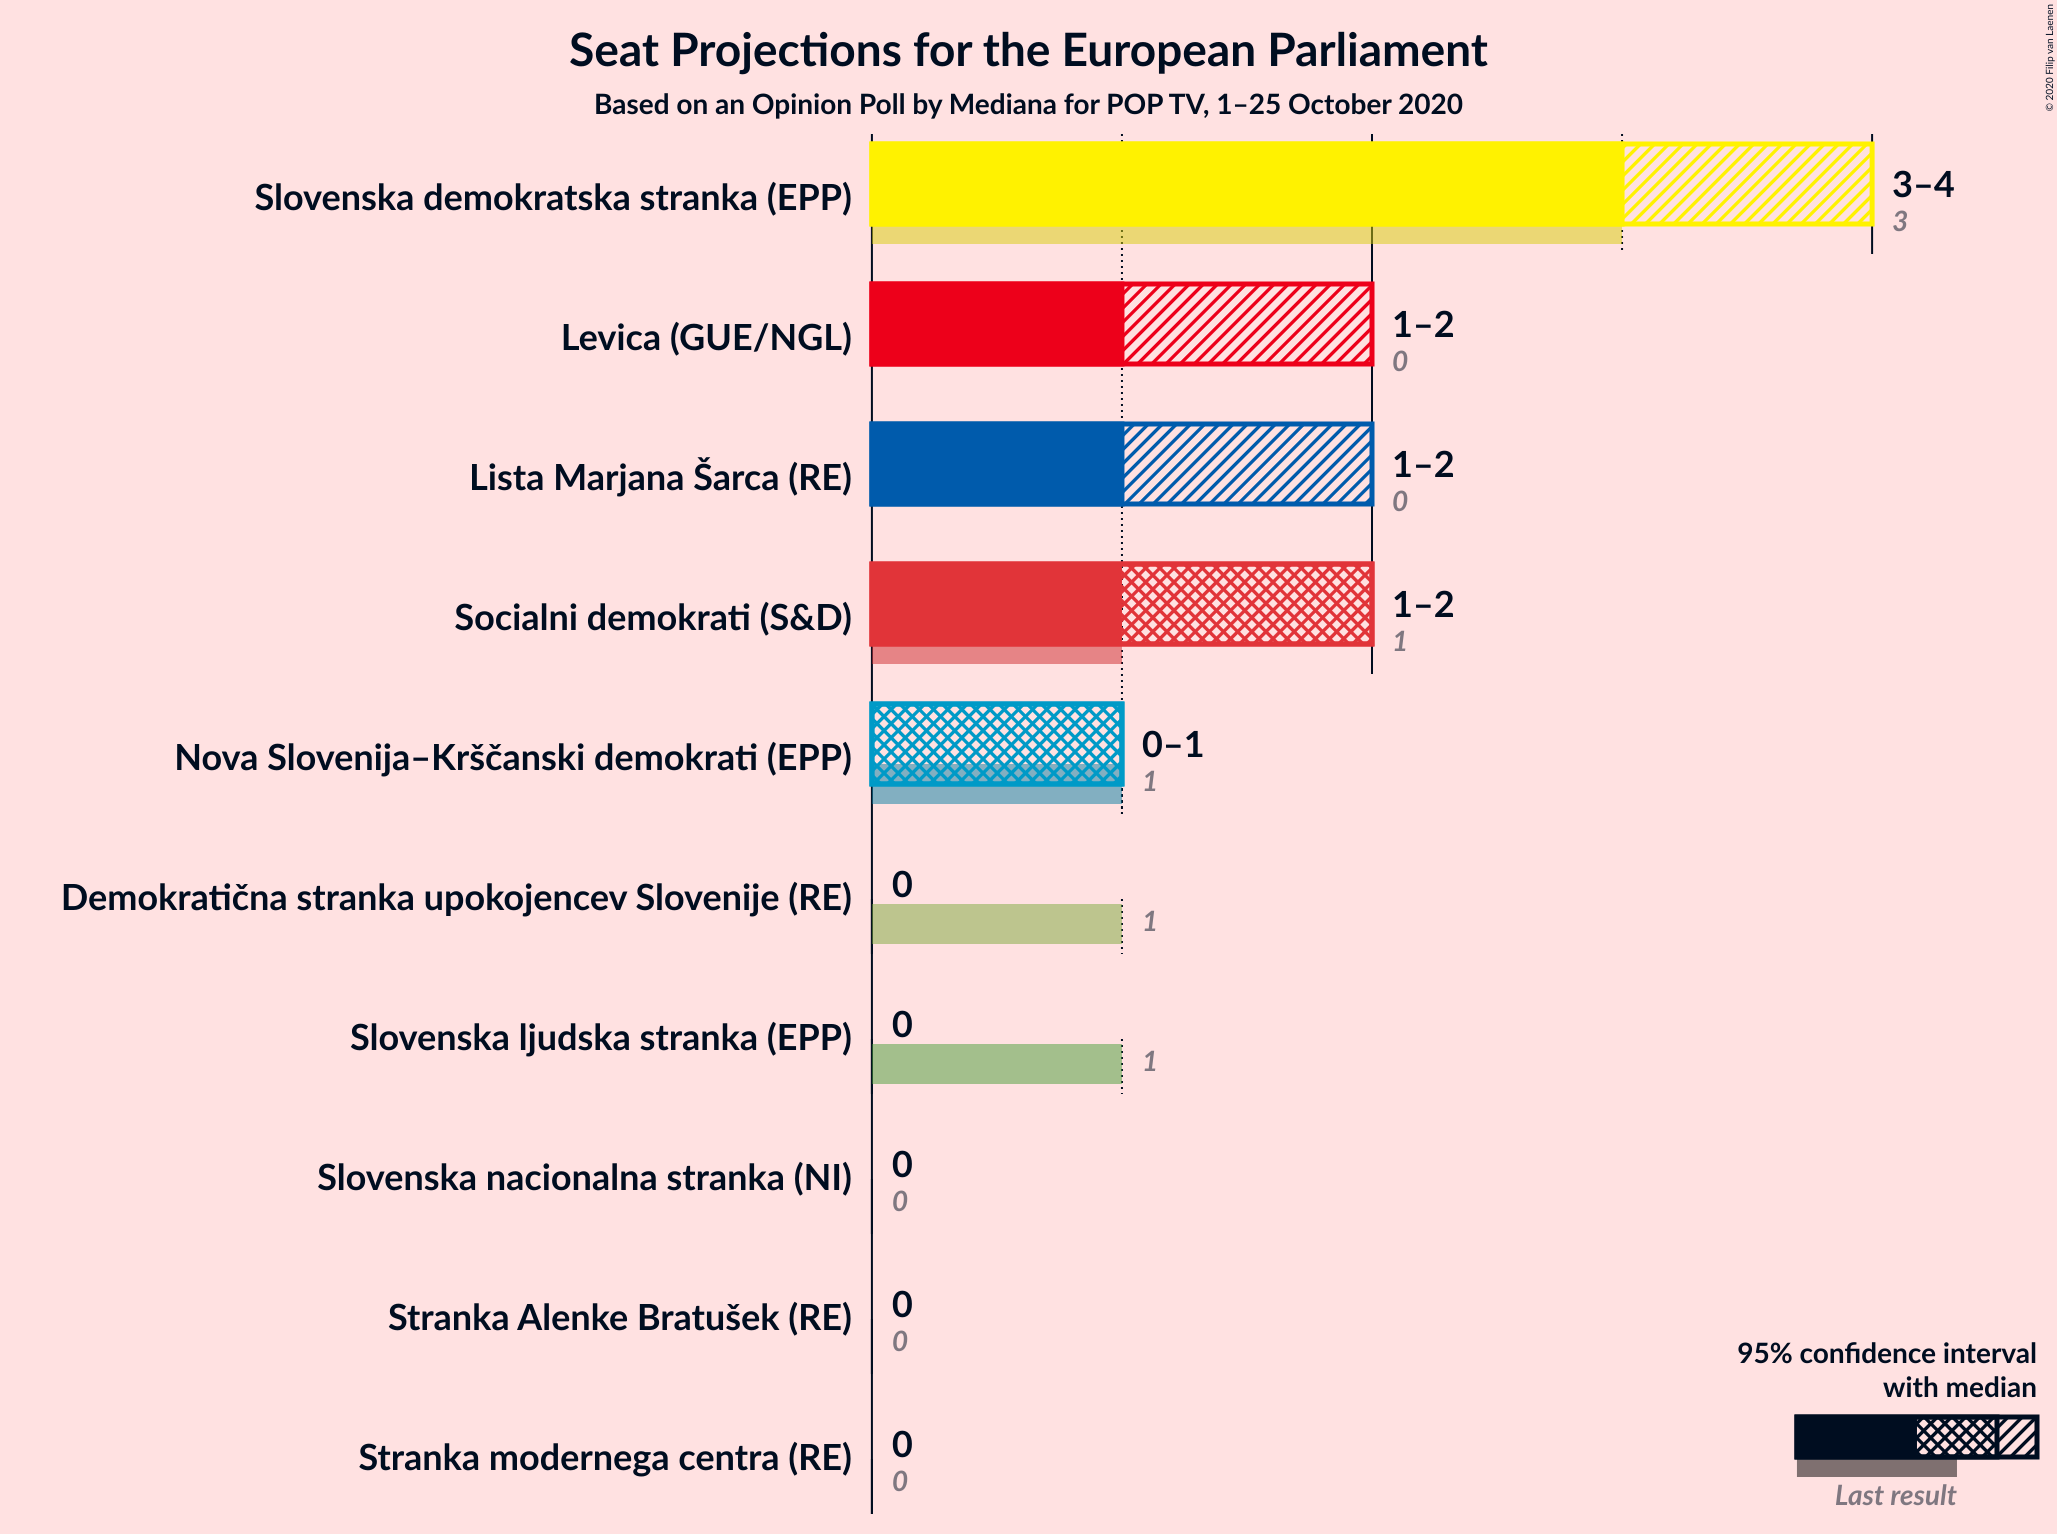 Seat Projections for the European Parliament
Based on an Opinion Poll by Mediana for POP TV, 1–25 October 2020
© 2020 Filip van Laenen
Slovenska demokratska stranka (EPP)
3–4
3
Levica (GUE/NGL)
1–2
0
Lista Marjana Šarca (RE)
1–2
0
Socialni demokrati (S&D)
1–2
1
Nova Slovenija–Krščanski demokrati (EPP)
0–1
1
Demokratična stranka upokojencev Slovenije (RE)
0
1
Slovenska ljudska stranka (EPP)
0
1
Slovenska nacionalna stranka (NI)
0
0
Stranka Alenke Bratušek (RE)
0
0
Stranka modernega centra (RE)
0
0
95% confidence interval
with median
Last result